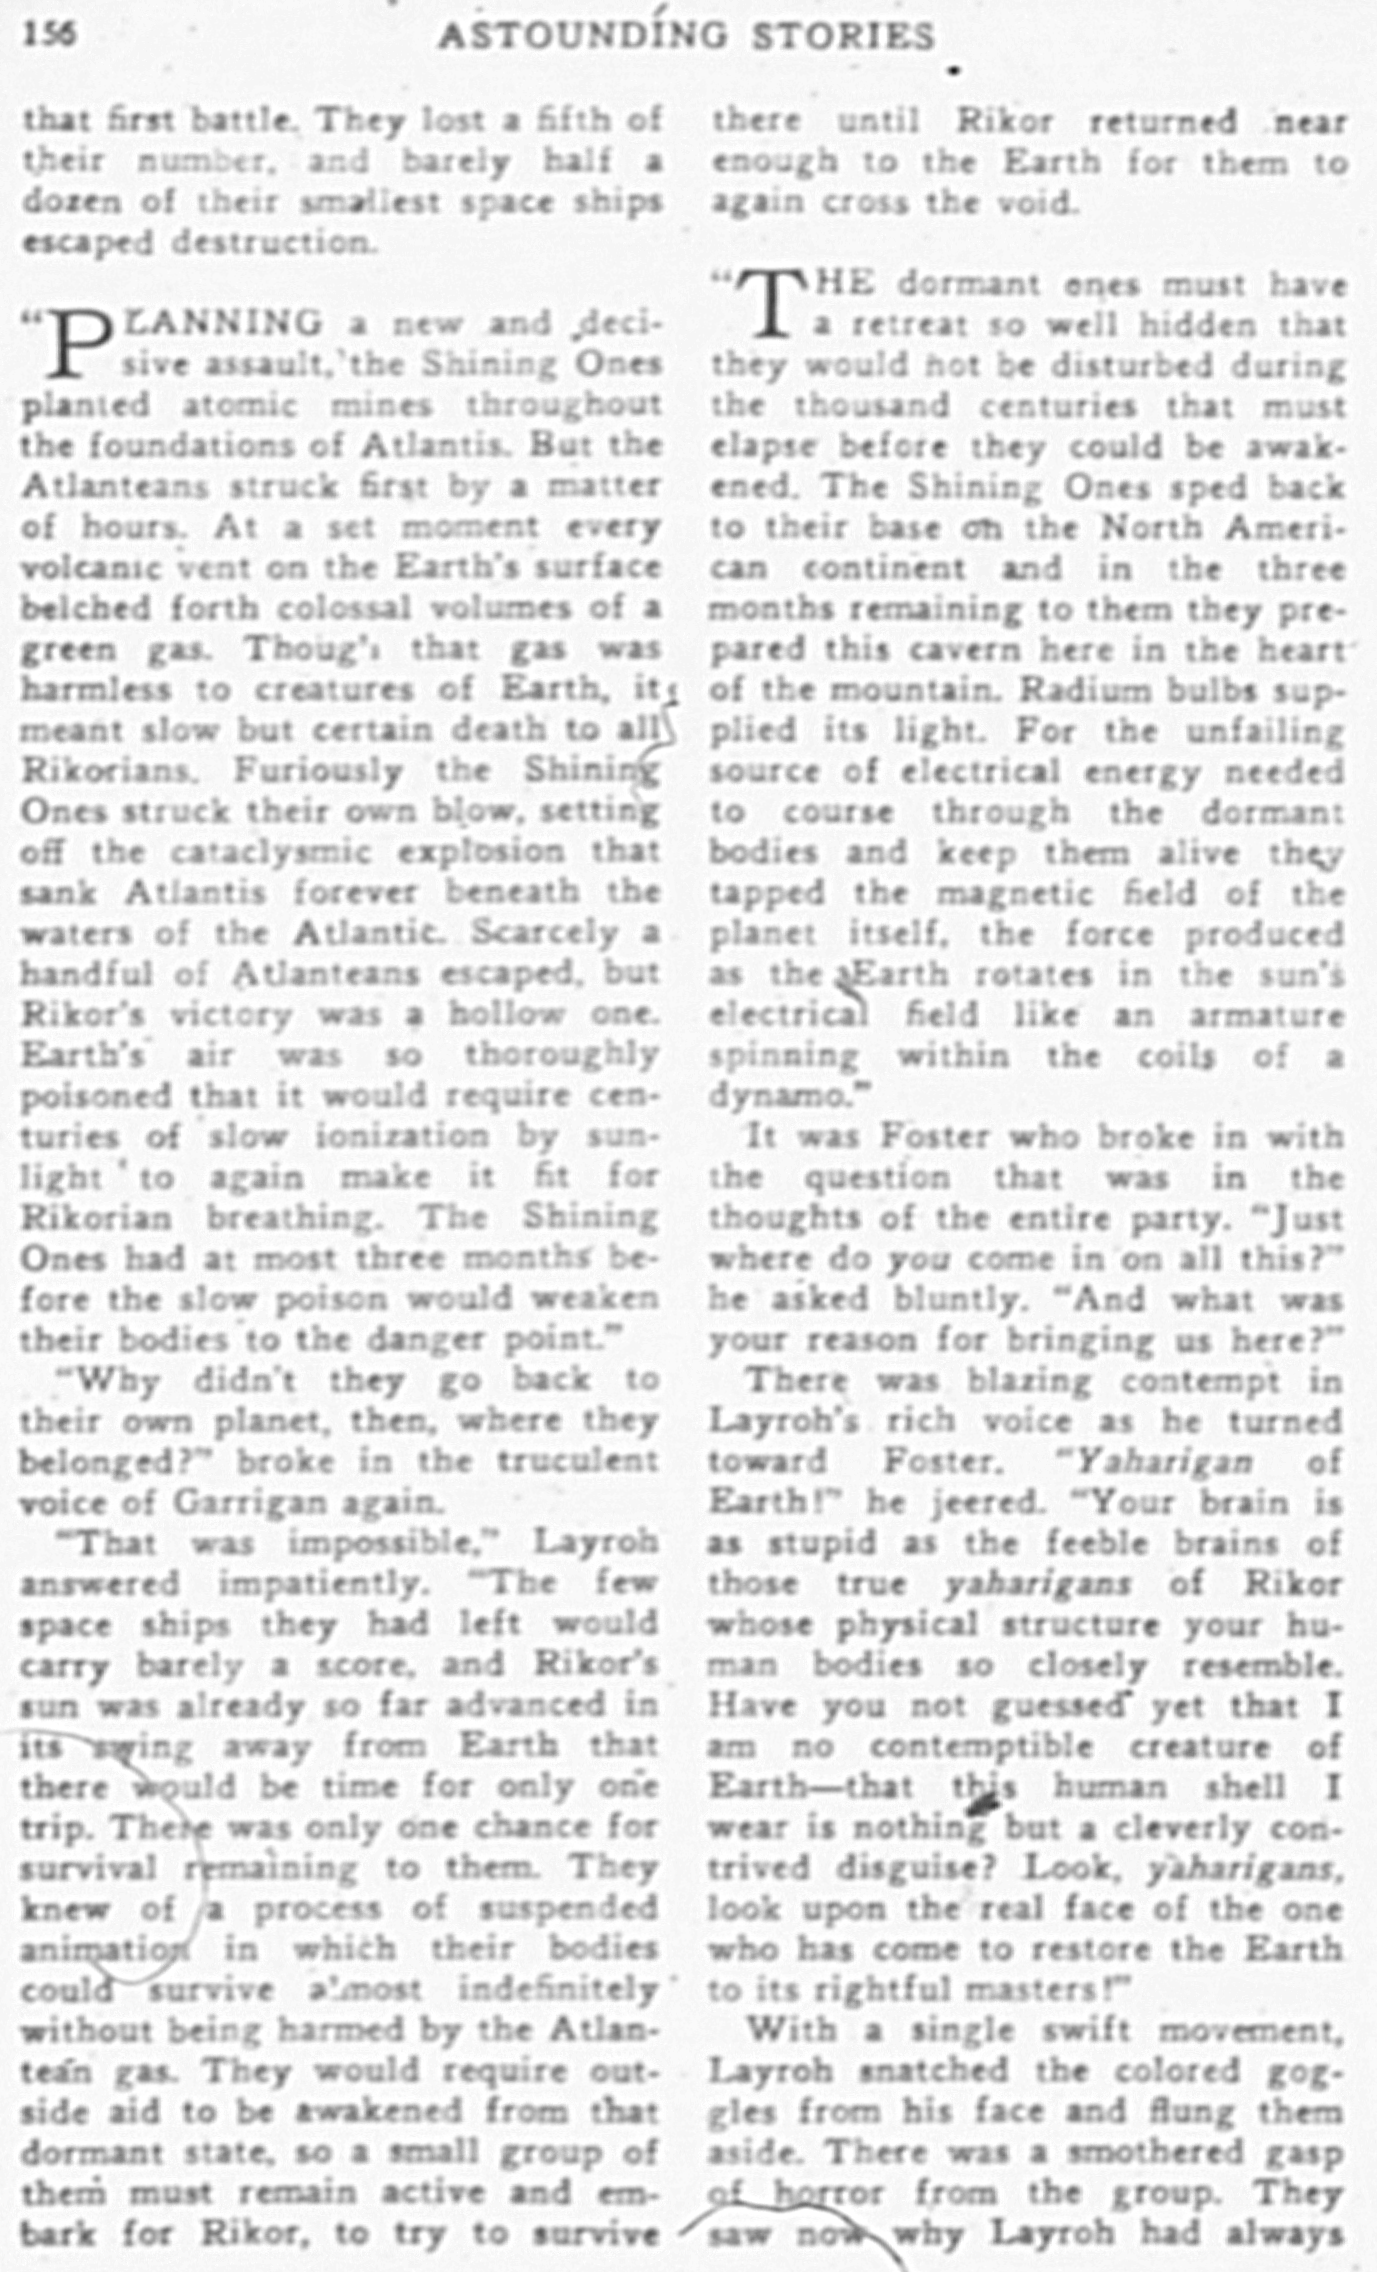 156
ASTOUNDING STORIES
that first battle. They lost a fifth of
their number, and barely half a
dozen of their smallest space ships
escaped destruction.
"PLANNING a new and deci-
sive assault, the Shining Ones
planted atomic mines throughout
the foundations of Atlantis. But the
Atlanteans struck first by a matter
of hours. At a set moment every
volcanic vent on the Earth's surface
belched forth colossal volumes of a
green gas. Though that gas was
harmless to creatures of Earth, it
meant slow but certain death to all
Rikorians. Furiously the Shining
Ones struck their own blow, setting
off the cataclysmic explosion that
sank Atlantis forever beneath the
waters of the Atlantic. Scarcely a
handful of Atlanteans escaped, but
Rikor's victory was a hollow one.
Earth's air was so thoroughly
poisoned that it would require cen-
turies of slow ionization by sun-
light to again make it fit for
Rikorian breathing. The Shining
Ones had at most three months be-
fore the slow poison would weaken
their bodies to the danger point."
"Why didn't they go back to
their own planet, then, where they
belonged?" broke in the truculent
voice of Garrigan again.
"That was impossible," Layroh
answered impatiently. "The few
space ships they had left would
carry barely a score, and Rikor's
sun was already so far advanced in
its swing away from Earth that
there would be time for only one
trip. There was only one chance for
survival remaining to them. They
knew of a process of suspended
animation in which their bodies
could survive almost indefinitely
without being harmed by the Atlan-
tean gas. They would require out-
side aid to be awakened from that
dormant state, so a small group of
them must remain active and em-
bark for Rikor, to try to survive
there until Rikor returned near
enough to the Earth for them to
again cross the void.
"THE dormant ones must have
a retreat so well hidden that
they would not be disturbed during
the thousand centuries that must
elapse before they could be awak-
ened. The Shining Ones sped back
to their base on the North Ameri-
can continent and in the three
months remaining to them they pre-
pared this cavern here in the heart
of the mountain. Radium bulbs sup-
plied its light. For the unfailing
source of electrical energy needed
to course through the dormant
bodies and keep them alive they
tapped the magnetic field of the
planet itself, the force produced
as the Earth rotates in the sun's
electrical field like an armature
spinning within the coils of a
dynamo."
It was Foster who broke in with
the question that was in the
thoughts of the entire party. "Just
where do you come in on all this?"
he asked bluntly. "And what was
your reason for bringing us here?"
There was blazing contempt in
Layroh's rich voice as he turned
toward Foster. "Yaharigan of
Earth!" he jeered. "Your brain is
as stupid as the feeble brains of
those true yaharigans of Rikor
whose physical structure your hu-
man bodies so closely resemble.
Have you not guessed yet that I
am no contemptible creature of
Earth—that this human shell I
wear is nothing but a cleverly con-
trived disguise? Look, yaharigans,
look upon the real face of the one
who has come to restore the Earth
to its rightful masters!"
With a single swift movement,
Layroh snatched the colored gog-
gles from his face and flung them
aside. There was a smothered gasp
of horror from the group. They
saw now why Layroh had always